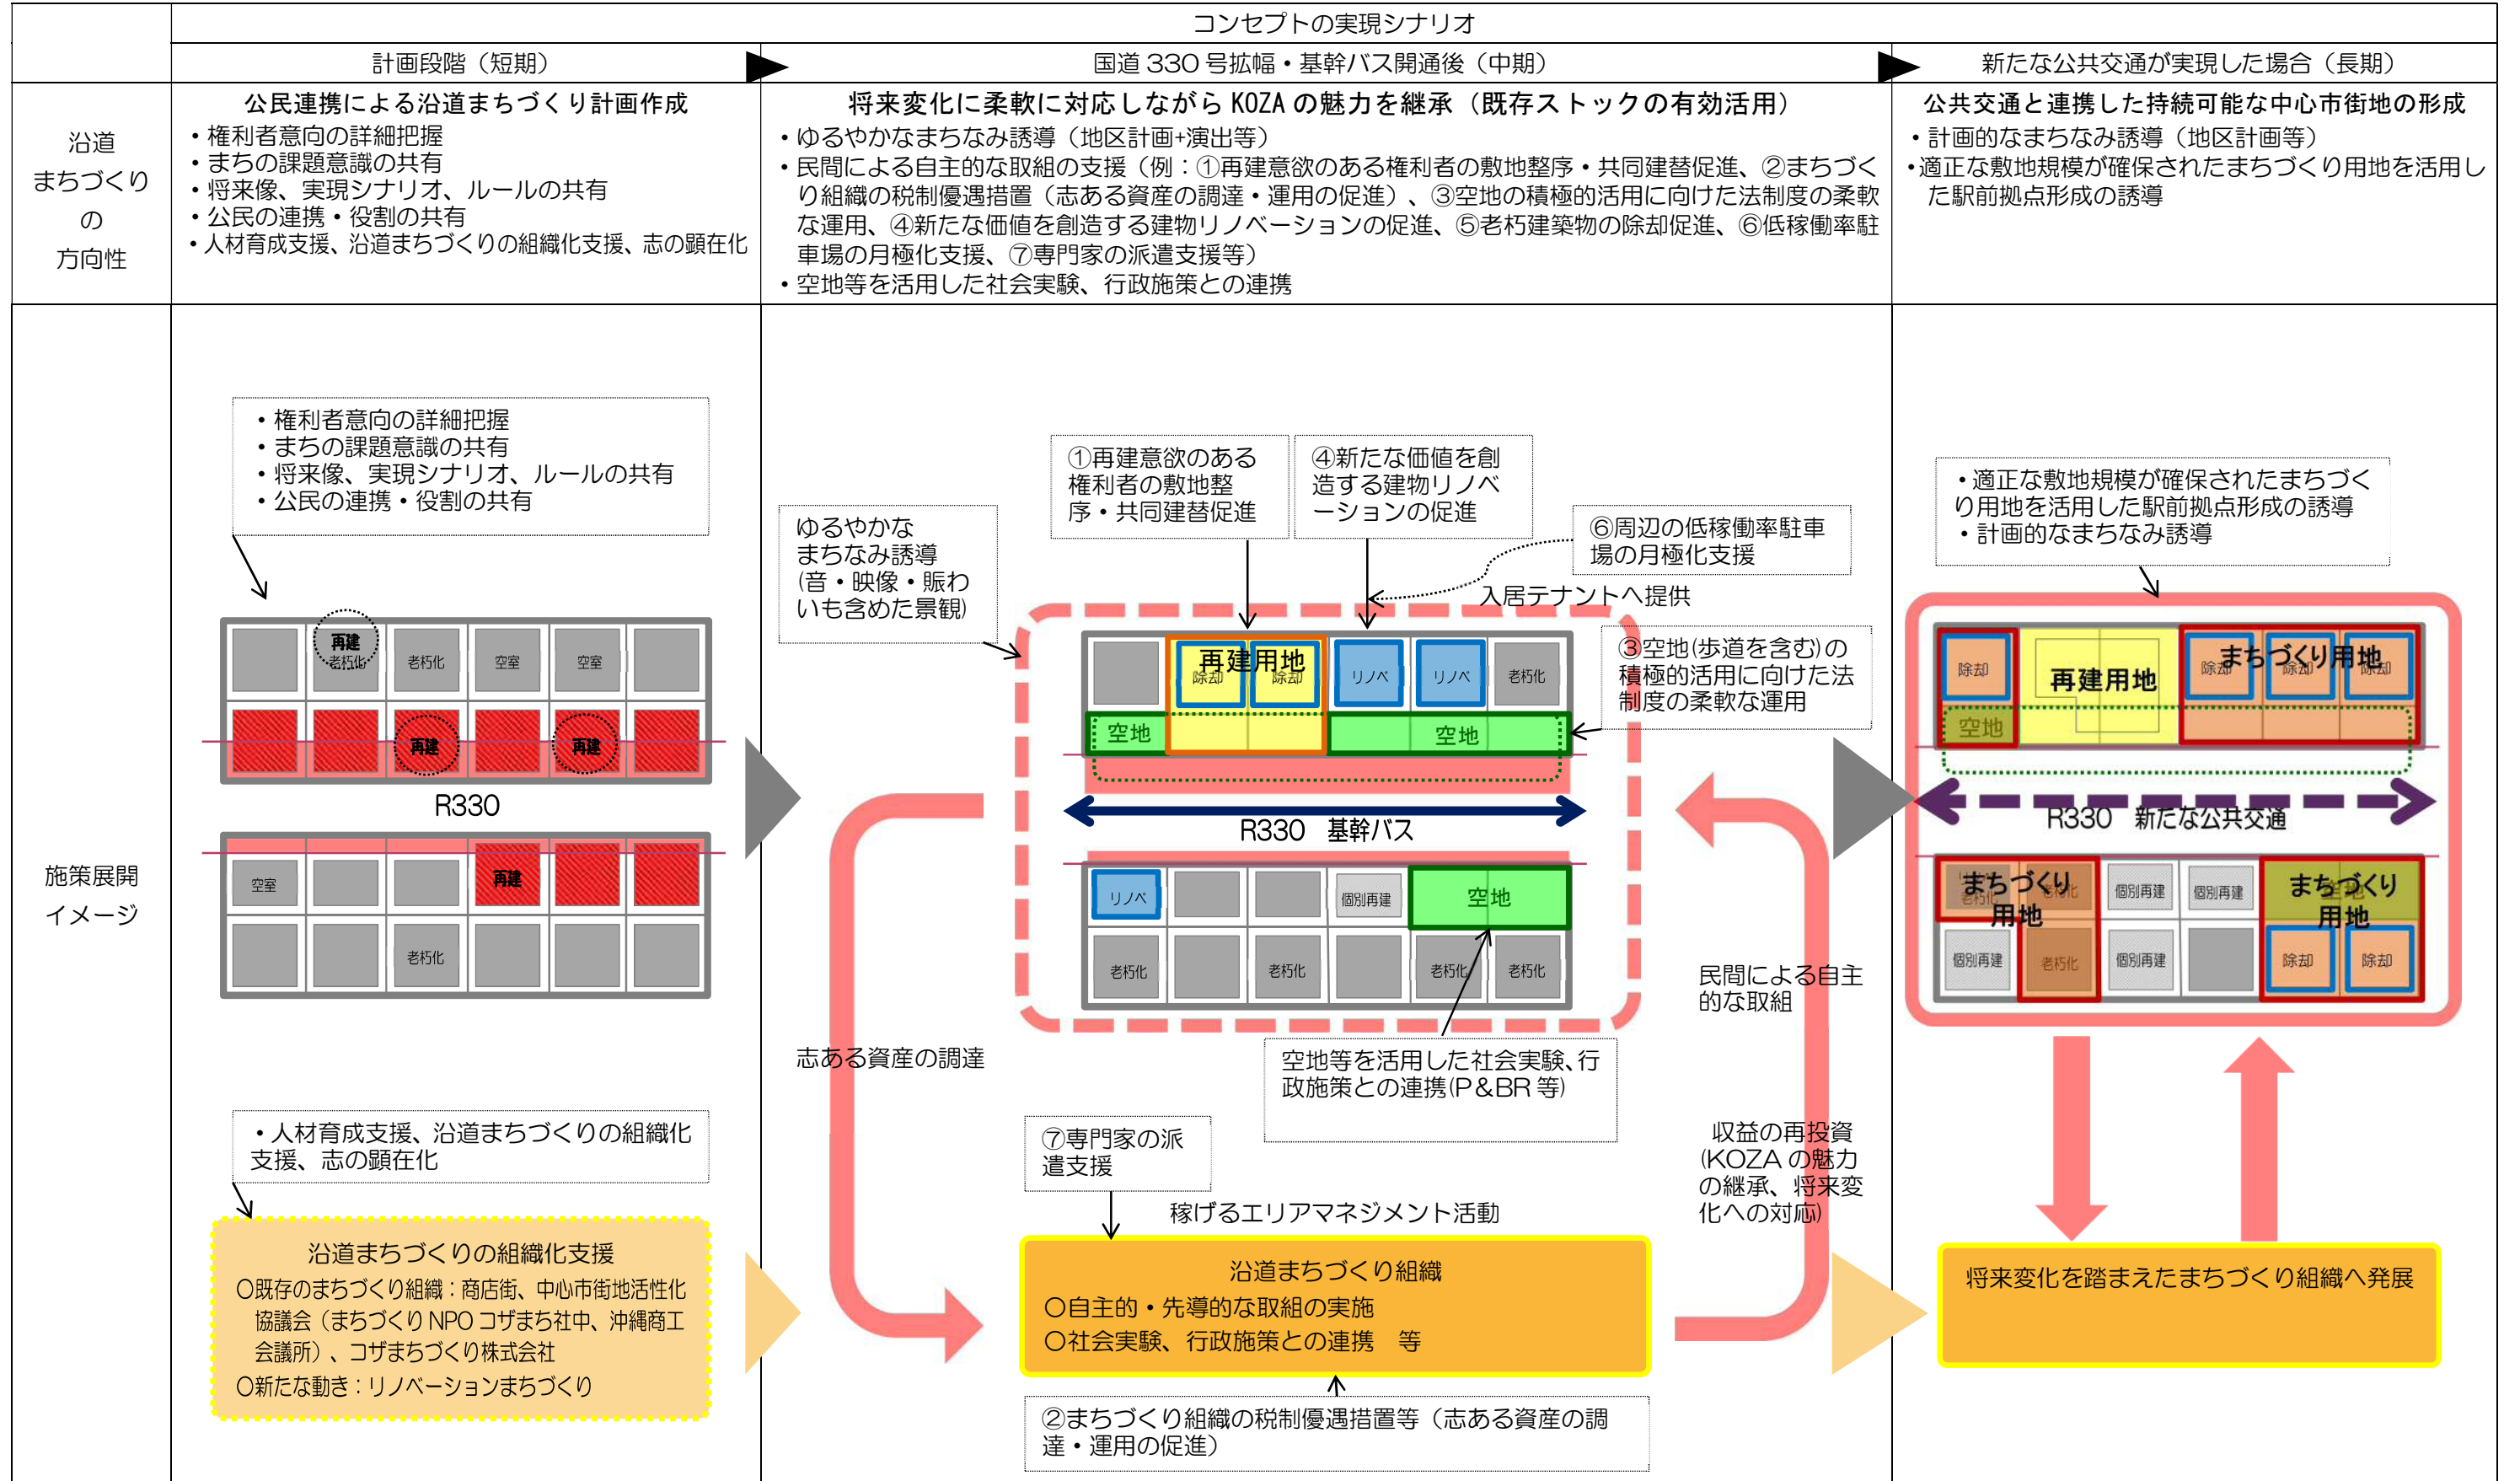 コンセプトの実現シナリオ
計画段階（短期）
国道 330 号拡幅・基幹バス開通後（中期）
新たな公共交通が実現した場合（長期）
沿道
まちづくり
の
方向性
公民連携による沿道まちづくり計画作成
・権利者意向の詳細把握
・まちの課題意識の共有
・将来像、実現シナリオ、ルールの共有
・公民の連携・役割の共有
・人材育成支援、沿道まちづくりの組織化支援、志の顕在化
将来変化に柔軟に対応しながら KOZA の魅力を継承（既存ストックの有効活用）
・ゆるやかなまちなみ誘導（地区計画+演出等）
・民間による自主的な取組の支援（例：①再建意欲のある権利者の敷地整序・共同建替促進、②まちづく
り組織の税制優遇措置（志ある資産の調達・運用の促進）、③空地の積極的活用に向けた法制度の柔軟
な運用、④新たな価値を創造する建物リノベーションの促進、⑤老朽建築物の除却促進、⑥低稼働率駐
車場の月極化支援、⑦専門家の派遣支援等）
・空地等を活用した社会実験、行政施策との連携
公共交通と連携した持続可能な中心市街地の形成
・計画的なまちなみ誘導（地区計画等）
・適正な敷地規模が確保されたまちづくり用地を活用し
た駅前拠点形成の誘導
施策展開
イメージ
・権利者意向の詳細把握
・まちの課題意識の共有
・将来像、実現シナリオ、ルールの共有
・公民の連携・役割の共有
再建
老朽化
老朽化
空室
空室
再建
再建
R330
空室
再建
老朽化
・人材育成支援、沿道まちづくりの組織化
支援、志の顕在化
沿道まちづくりの組織化支援
○既存のまちづくり組織：商店街、中心市街地活性化
協議会（まちづくり NPO コザまち社中、沖縄商工
会議所）、コザまちづくり株式会社
○新たな動き：リノベーションまちづくり
ゆるやかな
まちなみ誘導
(音・映像・賑わ
いも含めた景観)
①再建意欲のある
権利者の敷地整
序・共同建替促進
④新たな価値を創
造する建物リノベ
ーションの促進
⑥周辺の低稼働率駐車
場の月極化支援
入居テナントへ提供
③空地(歩道を含む)の
積極的活用に向けた法
制度の柔軟な運用
再建用地
除却
除却
リノベ
リノベ
老朽化
空地
空地
R330 基幹バス
リノベ
個別再建
空地
老朽化
老朽化
老朽化
老朽化
志ある資産の調達
空地等を活用した社会実験、行
政施策との連携(P＆BR 等)
民間による自主
的な取組
収益の再投資
(KOZA の魅力
の継承、将来変
化への対応)
⑦専門家の派
遣支援
稼げるエリアマネジメント活動
沿道まちづくり組織
○自主的・先導的な取組の実施
○社会実験、行政施策との連携　等
②まちづくり組織の税制優遇措置等（志ある資産の調
達・運用の促進）
・適正な敷地規模が確保されたまちづく
り用地を活用した駅前拠点形成の誘導
・計画的なまちなみ誘導
除却
再建用地
まちづくり用地
除却
除却
除却
空地
R330 新たな公共交通
まちづくり
用地
老朽化
老朽化
個別再建
個別再建
まちづくり
用地
空地
個別再建
老朽化
個別再建
除却
除却
将来変化を踏まえたまちづくり組織へ発展